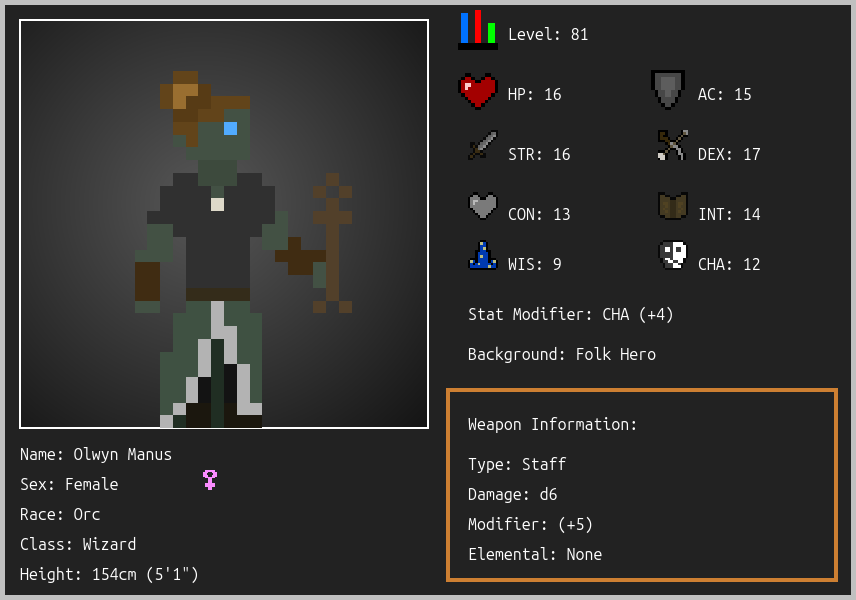 Level: 81
HP: 16
AC: 15
STR: 16
DEX: 17
CON: 13
INT: 14
WIS: 9
CHA: 12
Stat Modifier: CHA (+4)
Background: Folk Hero
Weapon Information:
Type: Staff
Damage: d6
Modifier: (+5)
Elemental: None
Name: Olwyn Manus
Sex: Female
Race: Orc
Class: Wizard
Height: 154cm (5'1")